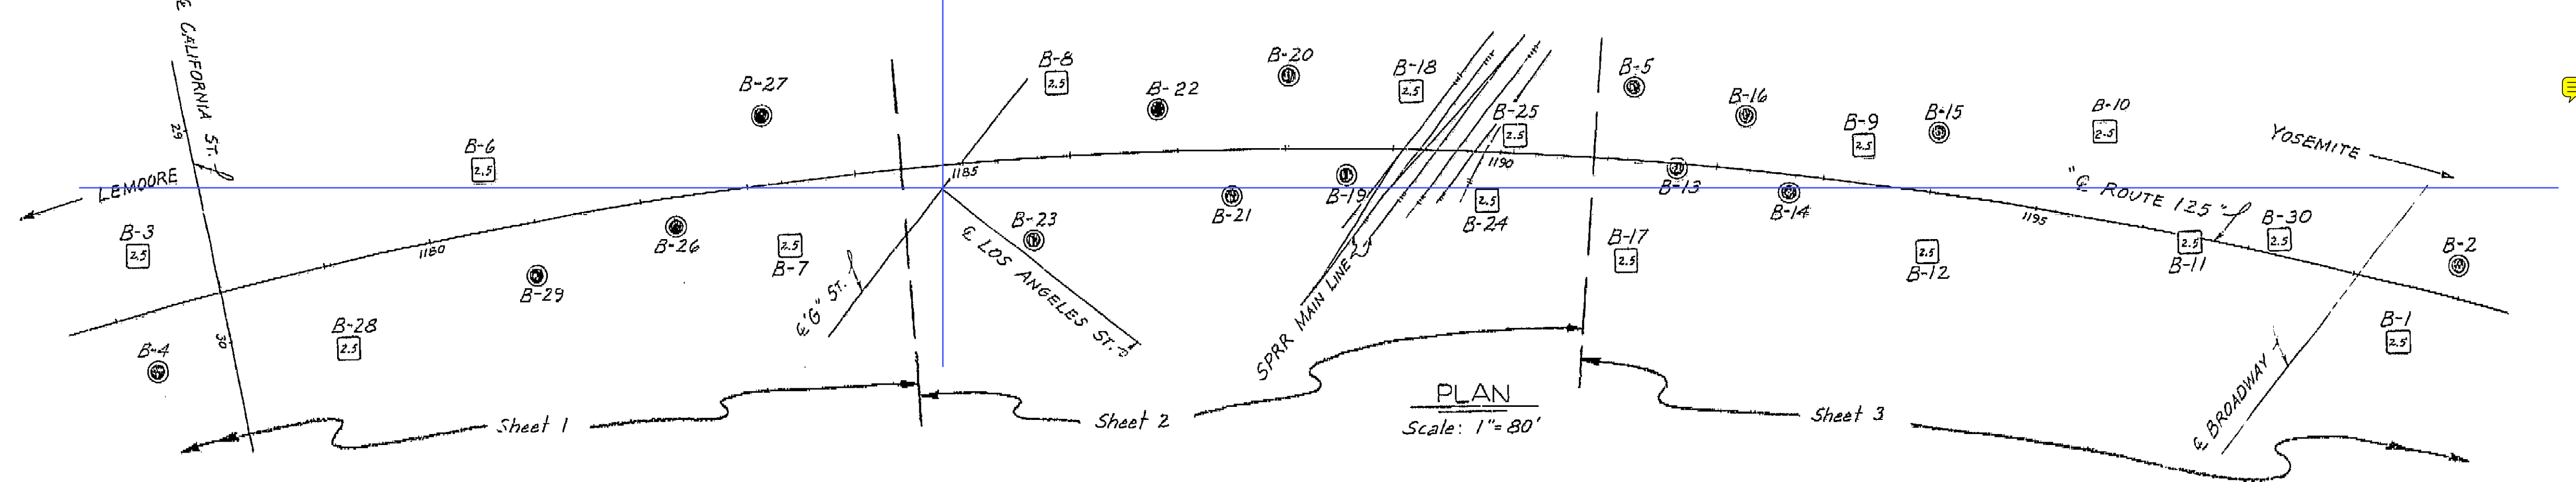 ℄ CALIFORNIA ST.
29
30
LEMOORE
B-3
2.5
B-4
B-28
2.5
B-6
2.5
1180
B-29
B-27
B-26
B-7
2.5
℄ "G" ST.
1185
B-8
2.5
B-23
℄ LOS ANGELES ST.
B-22
B-20
B-21
B-19
B-18
2.5
SPRR MAIN LINE
B-25
2.5
1190
B-24
2.5
B-5
B-13
B-17
2.5
B-16
B-14
B-9
2.5
B-15
B-12
2.5
B-10
2.5
1195
"℄ ROUTE 125"
YOSEMITE
B-11
2.5
B-30
2.5
B-2
B-1
2.5
℄ BROADWAY
Sheet 1
Sheet 2
Sheet 3
PLAN
Scale: 1"=80'